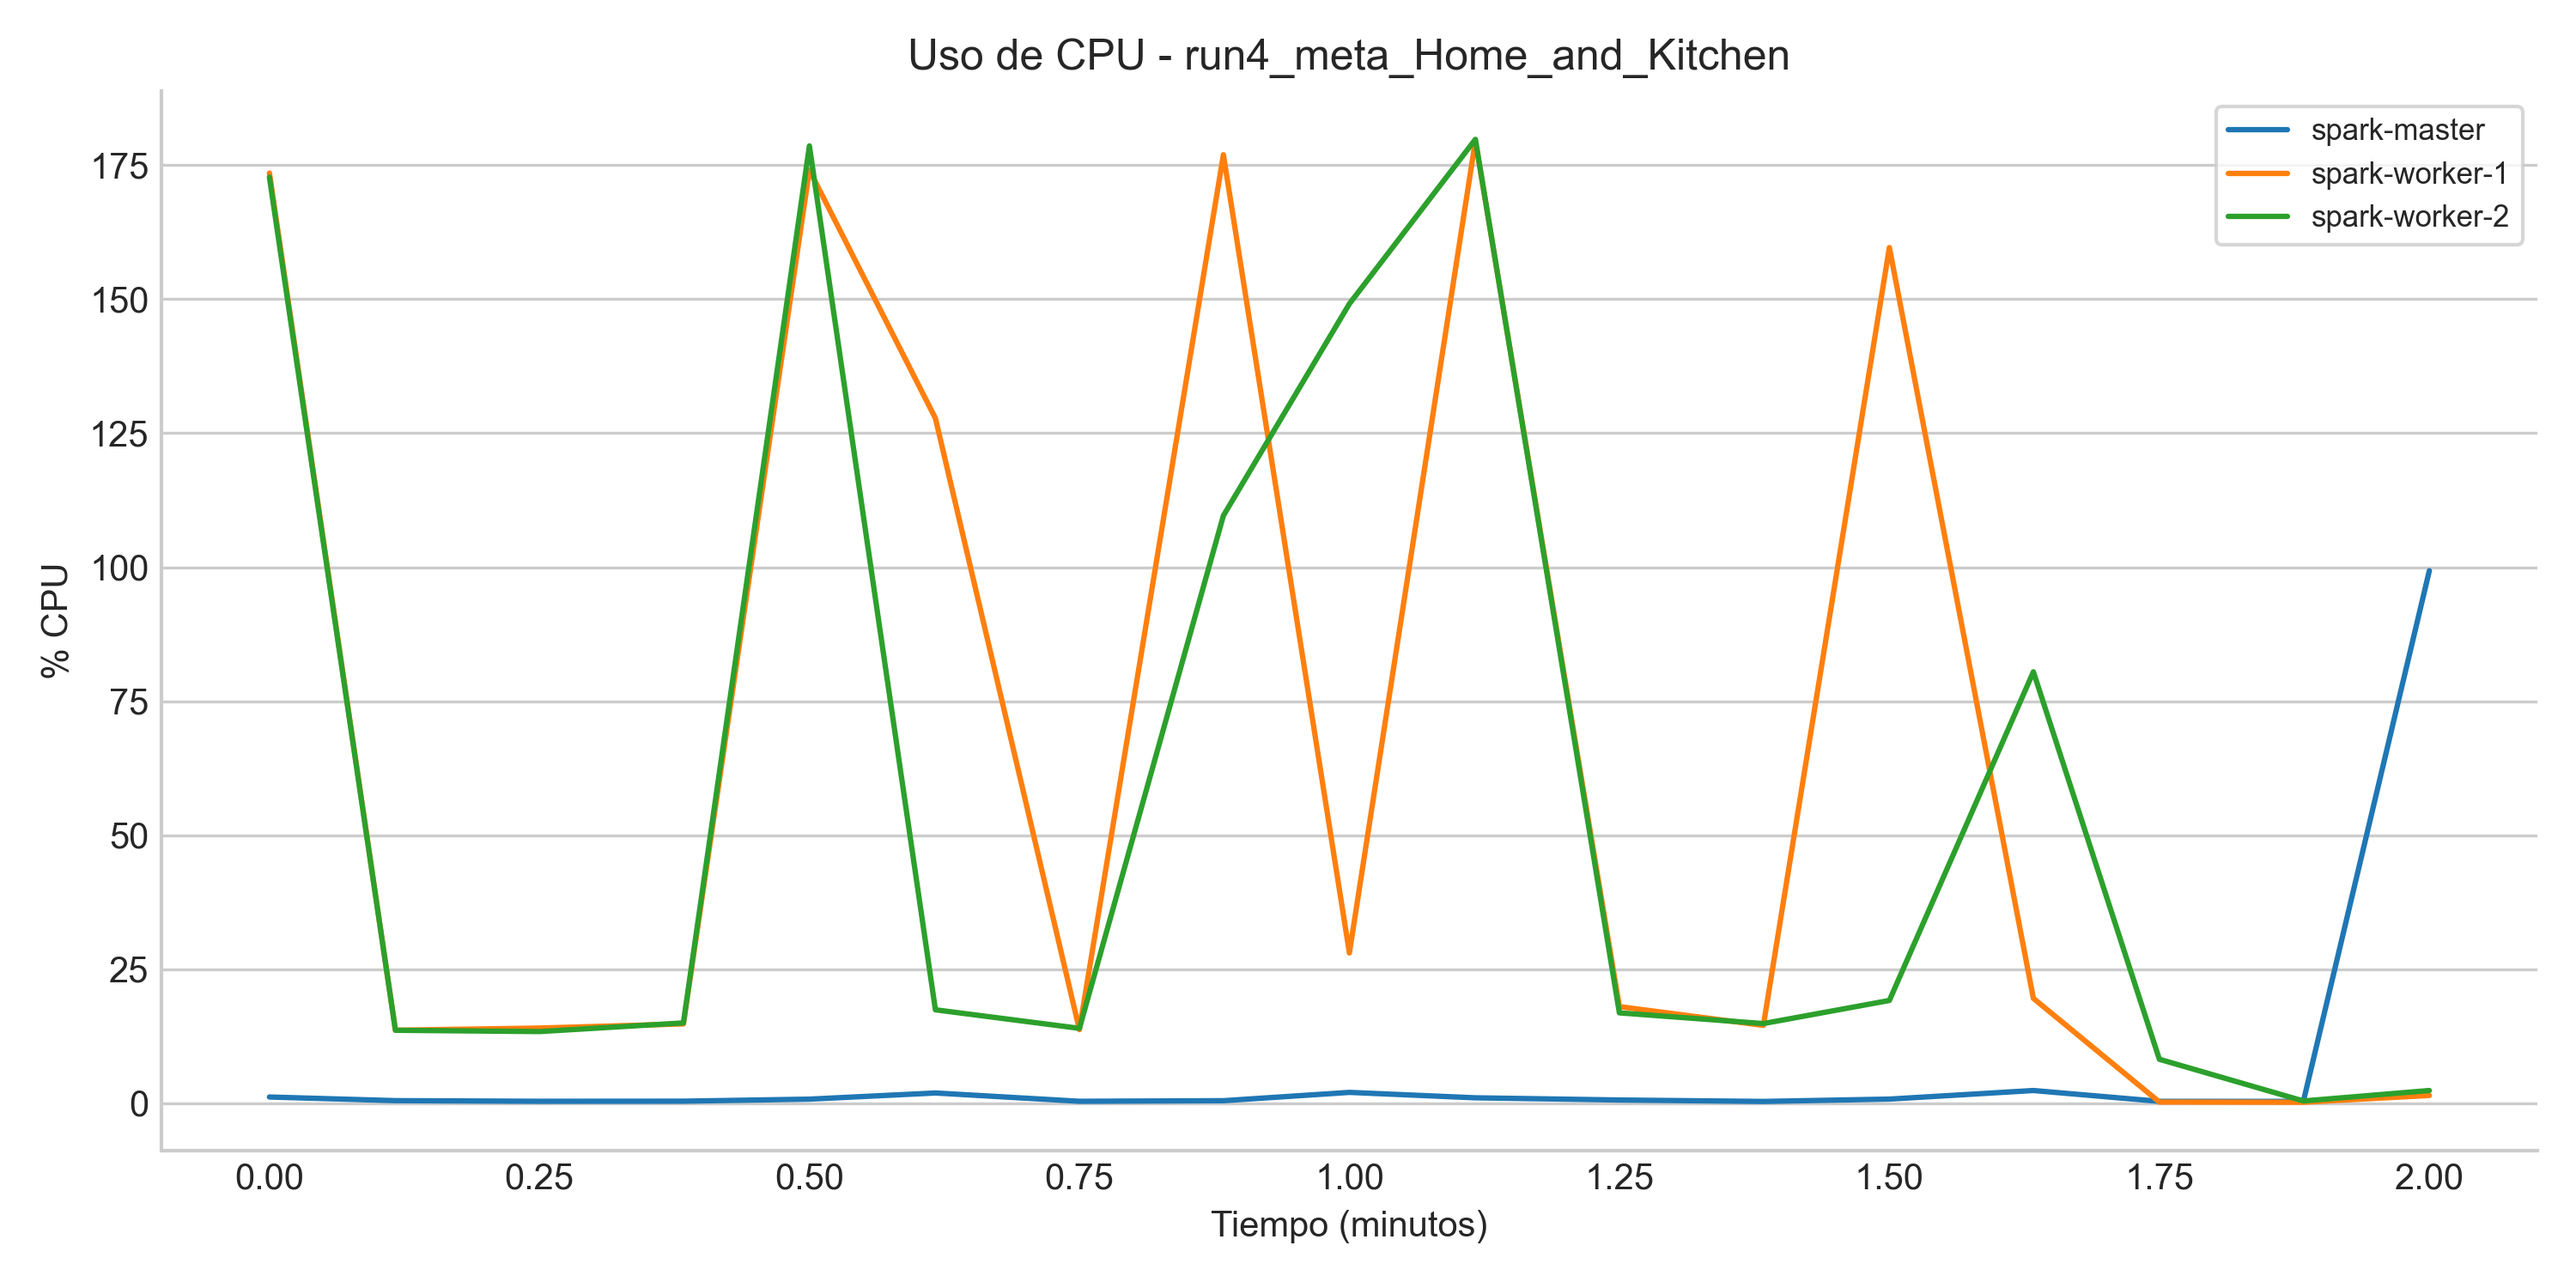 Uso de CPU - run4_meta_Home_and_Kitchen
spark-master
spark-worker-1
spark-worker-2
% CPU
175
150
125
100
75
50
25
0
0.00 0.25 0.50 0.75 1.00 1.25 1.50 1.75 2.00
Tiempo (minutos)